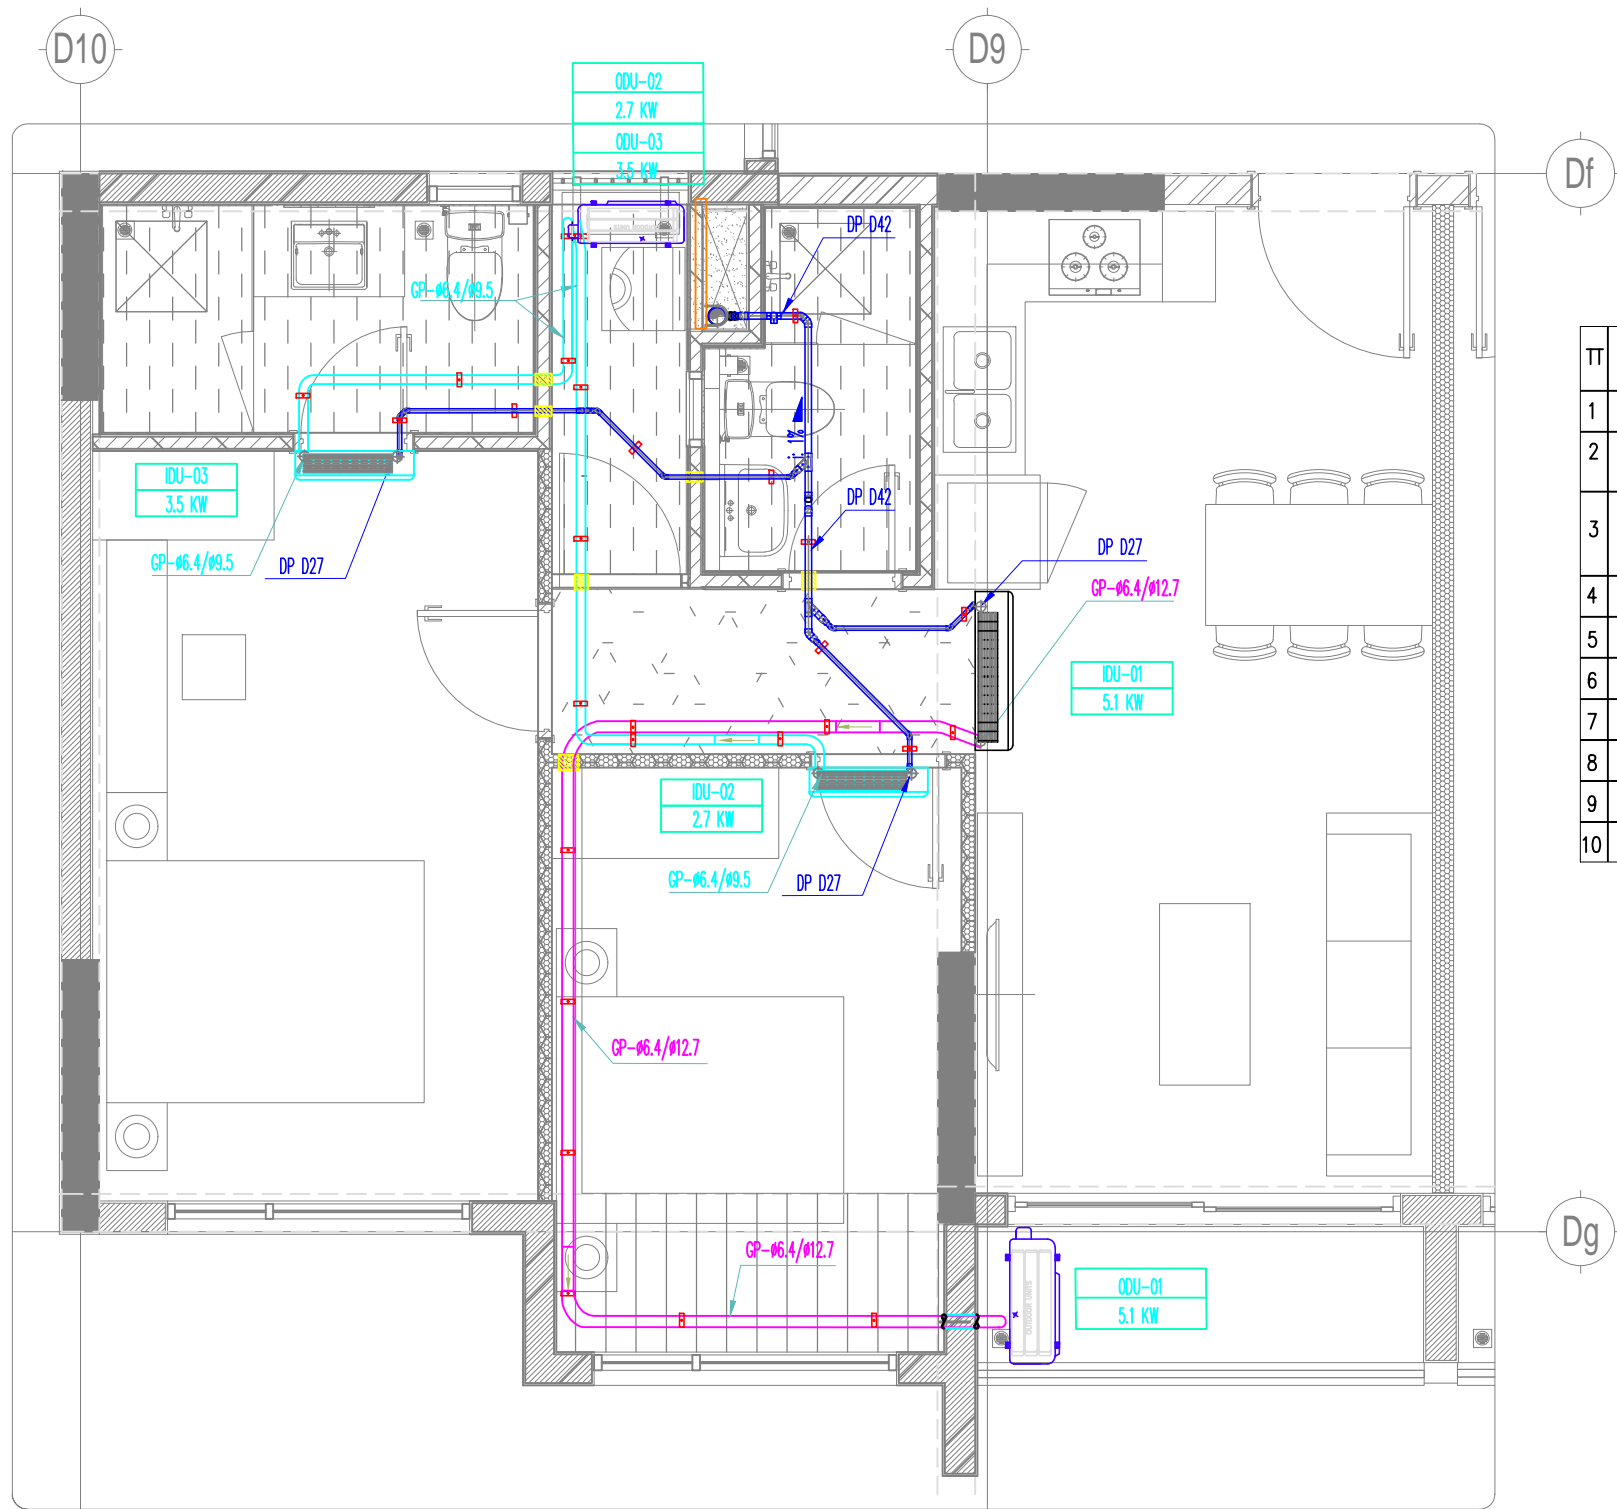 D10
D9
ODU-02
2.7 KW
ODU-03
3.5 KW
Df
DP D42
GP-ø6.4/ø9.5
TT
1
2
3
4
5
6
7
8
9
10
i: 1%
IDU-03
3.5 KW
DP D42
GP-ø6.4/ø9.5
DP D27
DP D27
GP-ø6.4/ø12.7
IDU-01
5.1 KW
IDU-02
2.7 KW
GP-ø6.4/ø9.5
DP D27
GP-ø6.4/ø12.7
GP-ø6.4/ø12.7
Dg
OUTDOOR UNITS
ODU-01
5.1 KW